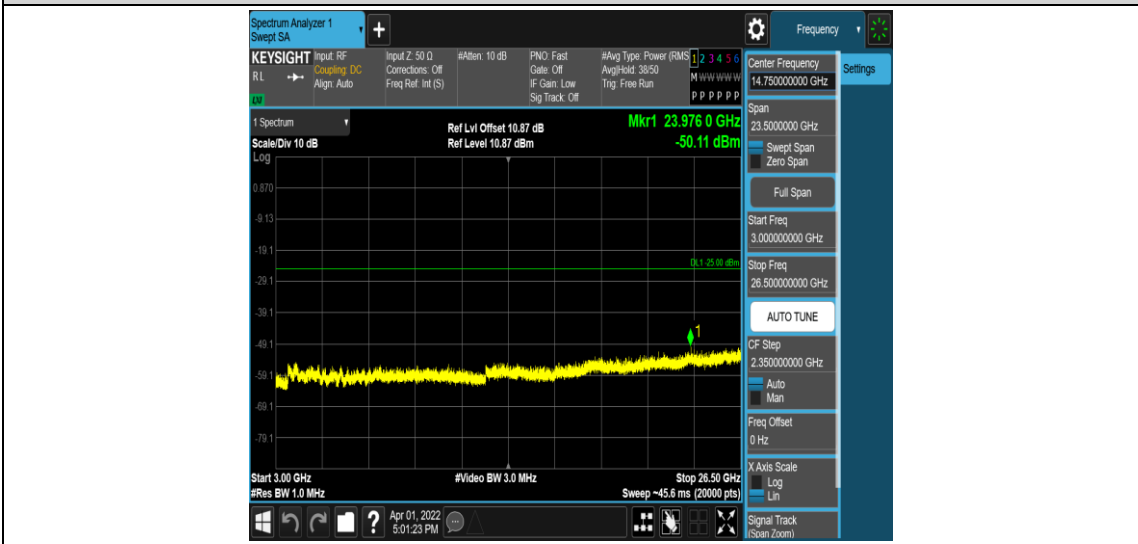 Spectrum Analyzer 1
Swept SA
+
Frequency
KEYSIGHT
R L
LXI
Input: RF
Coupling: DC
Align: Auto
Input Z: 50 Ω
Corrections: Off
Freq Ref: Int (S)
#Atten: 10 dB
PNO: Fast
Gate: Off
IF Gain: Low
Sig Track: Off
#Avg Type: Power (RMS
Avg|Hold: 38/50
Trig: Free Run
1 2 3 4 5 6
M W W W W W
P P P P P P
1 Spectrum
Scale/Div 10 dB
Log
Ref Lvl Offset 10.87 dB
Ref Level 10.87 dBm
Mkr1 23.976 0 GHz
-50.11 dBm
0.870
-9.13
-19.1
DL1 -25.00 dBm
-29.1
-39.1
1
-49.1
-59.1
-69.1
-79.1
Start 3.00 GHz
#Res BW 1.0 MHz
#Video BW 3.0 MHz
Stop 26.50 GHz
Sweep ~45.6 ms (20000 pts)
?
Apr 01, 2022
5:01:23 PM
Center Frequency
14.750000000 GHz
Settings
Span
23.5000000 GHz
Swept Span
Zero Span
Full Span
Start Freq
3.000000000 GHz
Stop Freq
26.500000000 GHz
AUTO TUNE
CF Step
2.350000000 GHz
Auto
Man
Freq Offset
0 Hz
X Axis Scale
Log
Lin
Signal Track
(Span Zoom)